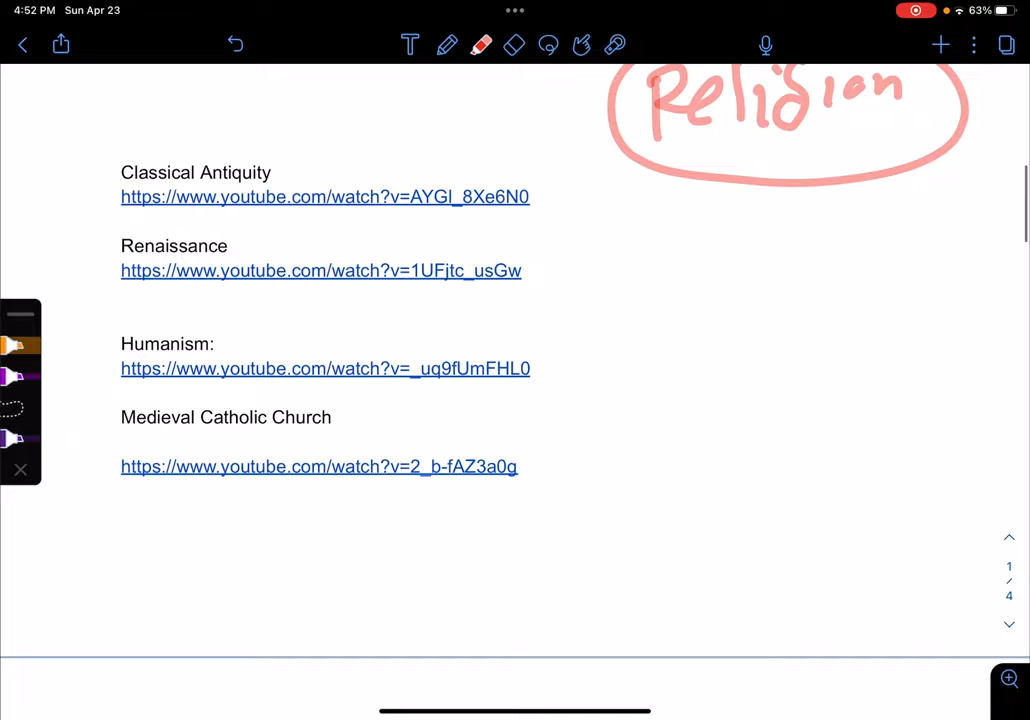 4:52 PM Sun Apr 23
63%
Religion
Classical Antiquity
https://www.youtube.com/watch?v=AYGI_8Xe6N0
Renaissance
https://www.youtube.com/watch?v=1UFjtc_usGw
Humanism:
https://www.youtube.com/watch?v=_uq9fUmFHL0
Medieval Catholic Church
https://www.youtube.com/watch?v=2_b-fAZ3a0g
1
/
4